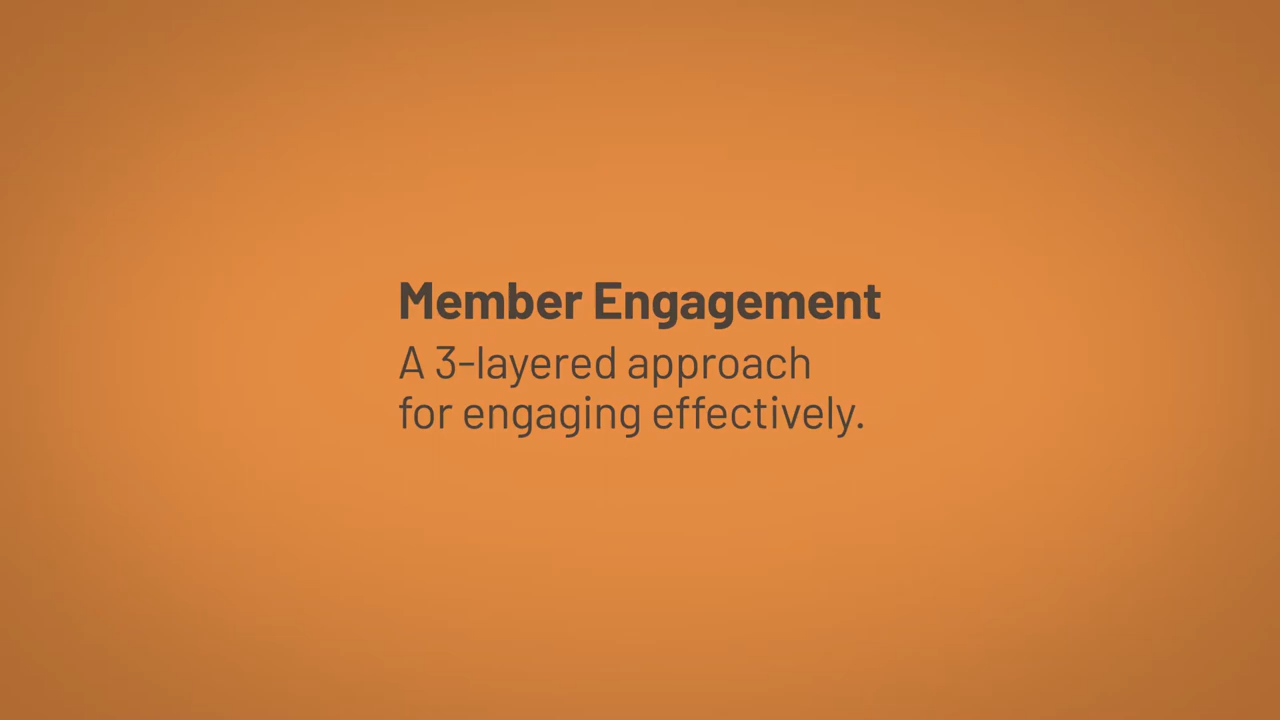 Member Engagement
A 3-layered approach
for engaging effectively.